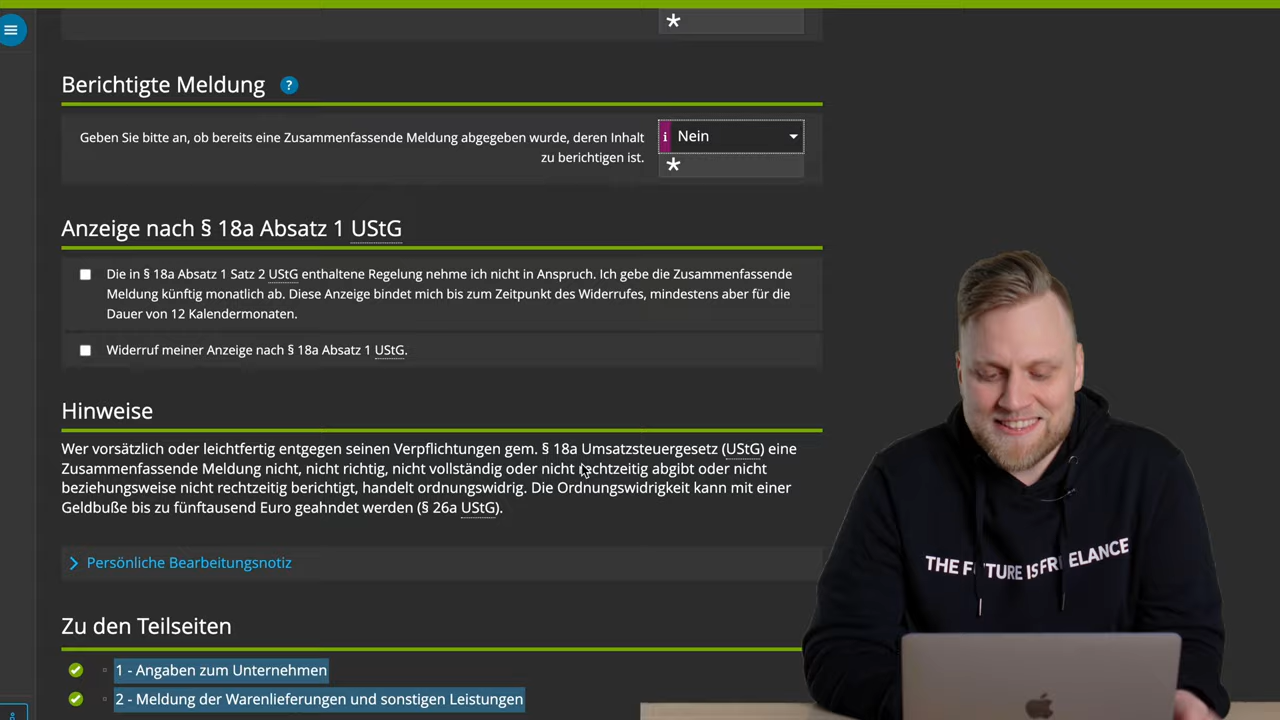 *
Berichtigte Meldung ?
Geben Sie bitte an, ob bereits eine Zusammenfassende Meldung abgegeben wurde, deren Inhalt
zu berichtigen ist.
i Nein
*
Anzeige nach § 18a Absatz 1 UStG
Die in § 18a Absatz 1 Satz 2 UStG enthaltene Regelung nehme ich nicht in Anspruch. Ich gebe die Zusammenfassende
Meldung künftig monatlich ab. Diese Anzeige bindet mich bis zum Zeitpunkt des Widerrufes, mindestens aber für die
Dauer von 12 Kalendermonaten.
Widerruf meiner Anzeige nach § 18a Absatz 1 UStG.
Hinweise
Wer vorsätzlich oder leichtfertig entgegen seinen Verpflichtungen gem. § 18a Umsatzsteuergesetz (UStG) eine
Zusammenfassende Meldung nicht, nicht richtig, nicht vollständig oder nicht rechtzeitig abgibt oder nicht
beziehungsweise nicht rechtzeitig berichtigt, handelt ordnungswidrig. Die Ordnungswidrigkeit kann mit einer
Geldbuße bis zu fünftausend Euro geahndet werden (§ 26a UStG).
Persönliche Bearbeitungsnotiz
Zu den Teilseiten
1 - Angaben zum Unternehmen
2 - Meldung der Warenlieferungen und sonstigen Leistungen
THE FUTURE IS FREELANCE